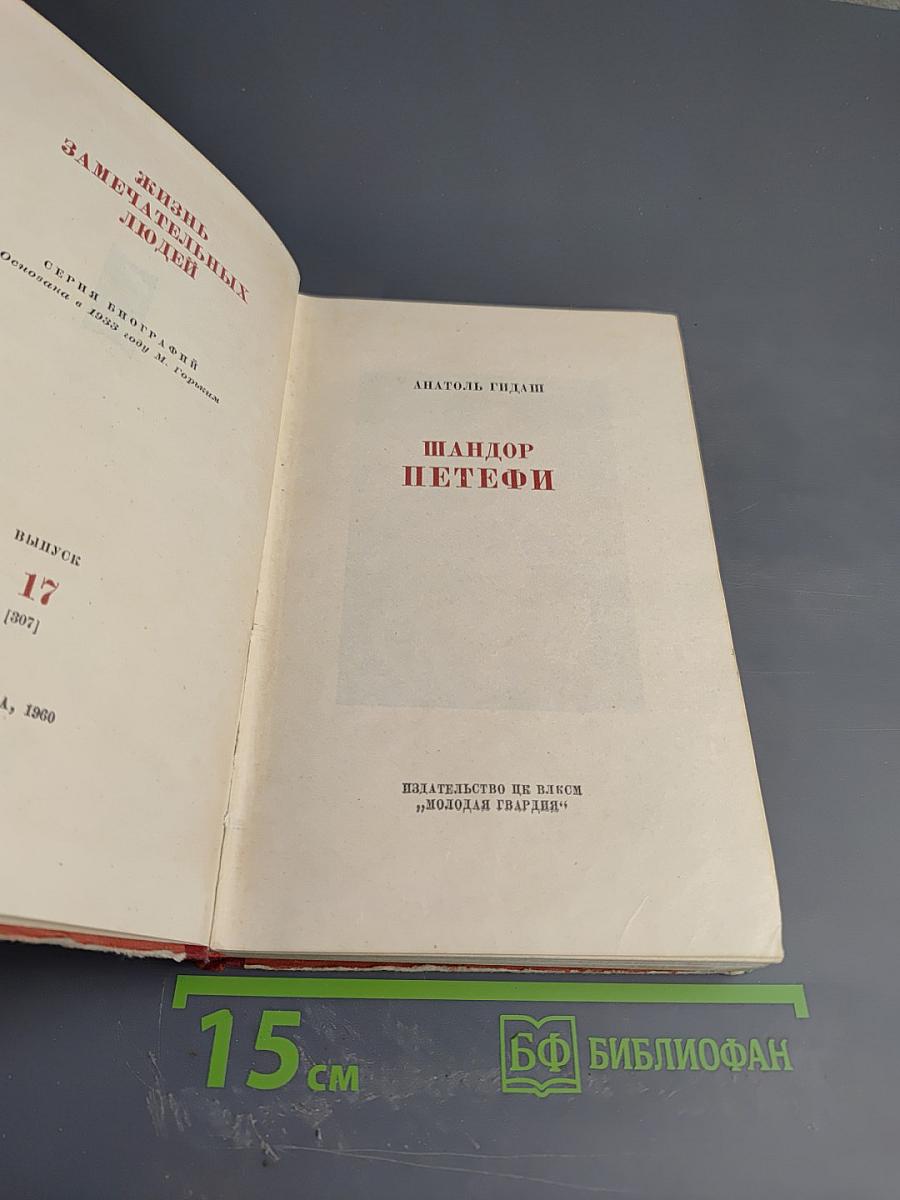 ЖИЗНЬ
ЗАМЕЧАТЕЛЬНЫХ
ЛЮДЕЙ
СЕРИЯ БИОГРАФИЙ
Основана в 1933 году М. Горьким
ВЫПУСК
17
[307]
А, 1960
АНАТОЛЬ ГИДАШ
ШАНДОР
ПЕТЕФИ
ИЗДАТЕЛЬСТВО ЦК ВЛКСМ
„МОЛОДАЯ ГВАРДИЯ“
15 СМ
БФ БИБЛИОФАН